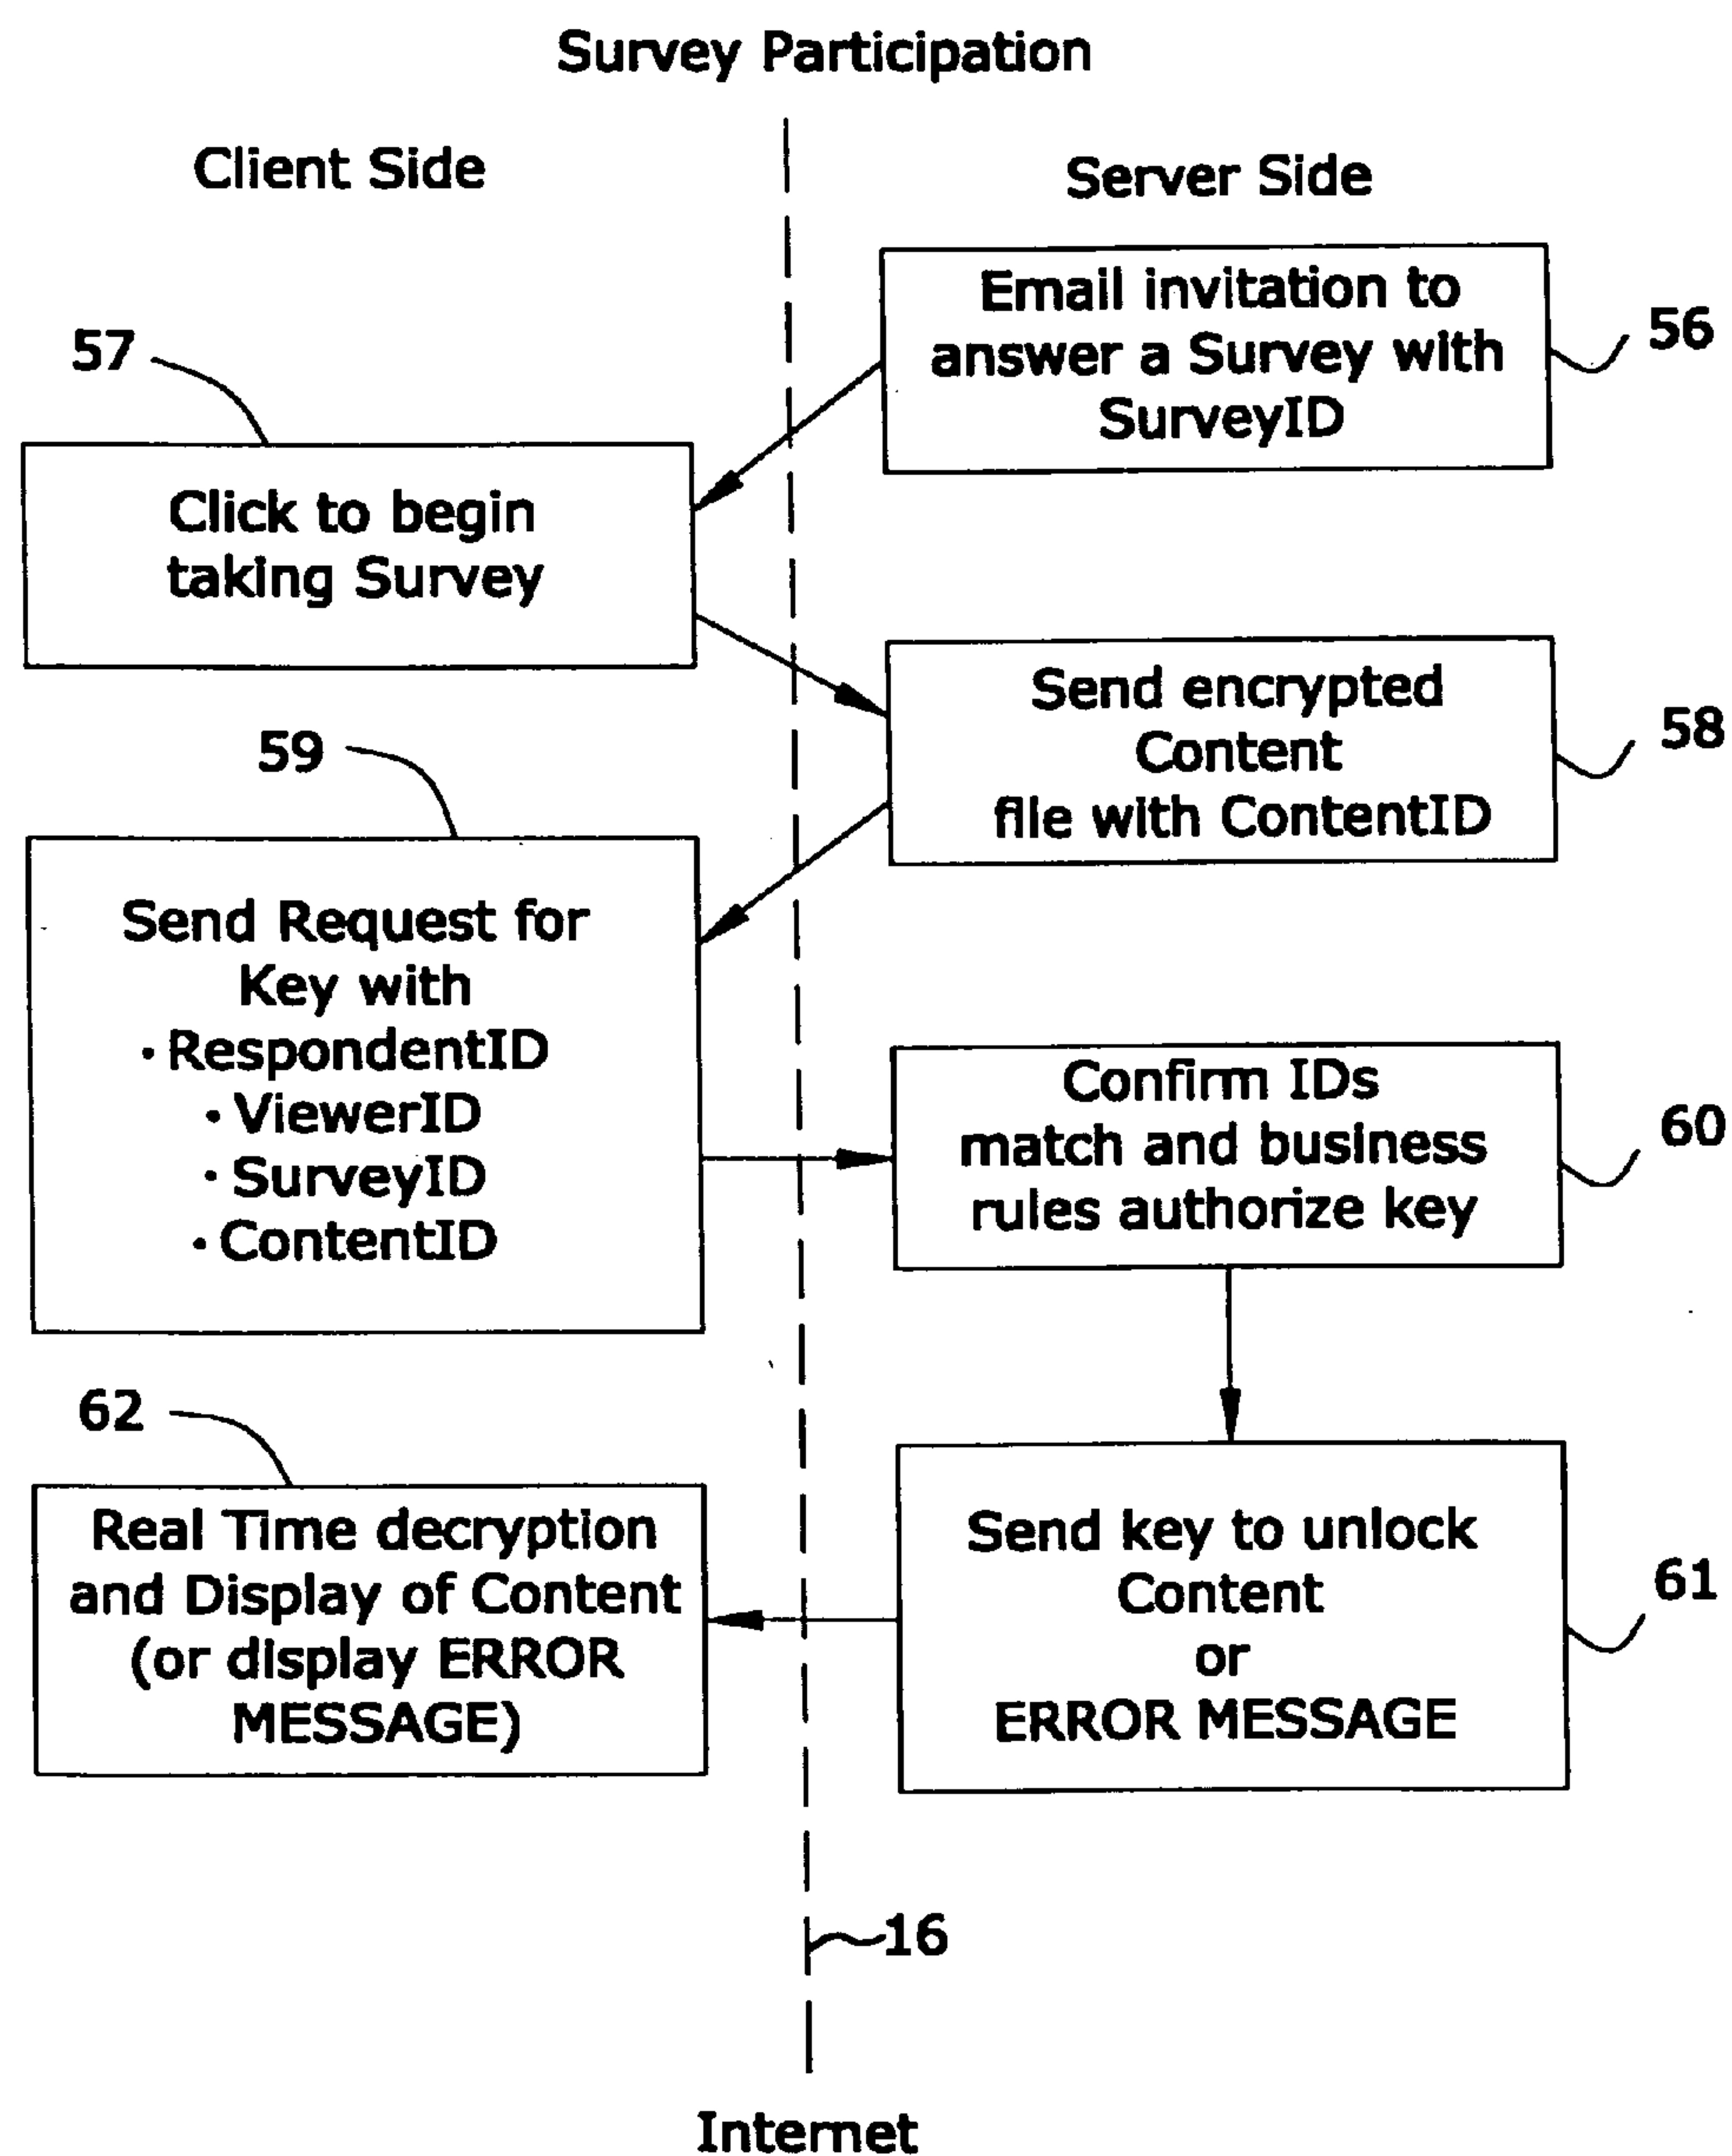 Survey Participation
Client Side
Server Side
Email invitation to
answer a Survey with
SurveyID
56
57
Click to begin
taking Survey
Send encrypted
Content
file with ContentID
58
59
Send Request for
Key with
· RespondentID
· ViewerID
· SurveyID
· ContentID
Confirm IDs
match and business
rules authorize key
60
62
Real Time decryption
and Display of Content
(or display ERROR
MESSAGE)
Send key to unlock
Content
or
ERROR MESSAGE
61
16
Internet